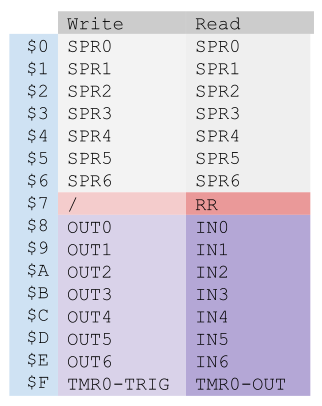 Write Read
$0 SPR0 SPR0
$1 SPR1 SPR1
$2 SPR2 SPR2
$3 SPR3 SPR3
$4 SPR4 SPR4
$5 SPR5 SPR5
$6 SPR6 SPR6
$7 / RR
$8 OUT0 IN0
$9 OUT1 IN1
$A OUT2 IN2
$B OUT3 IN3
$C OUT4 IN4
$D OUT5 IN5
$E OUT6 IN6
$F TMR0-TRIG TMR0-OUT